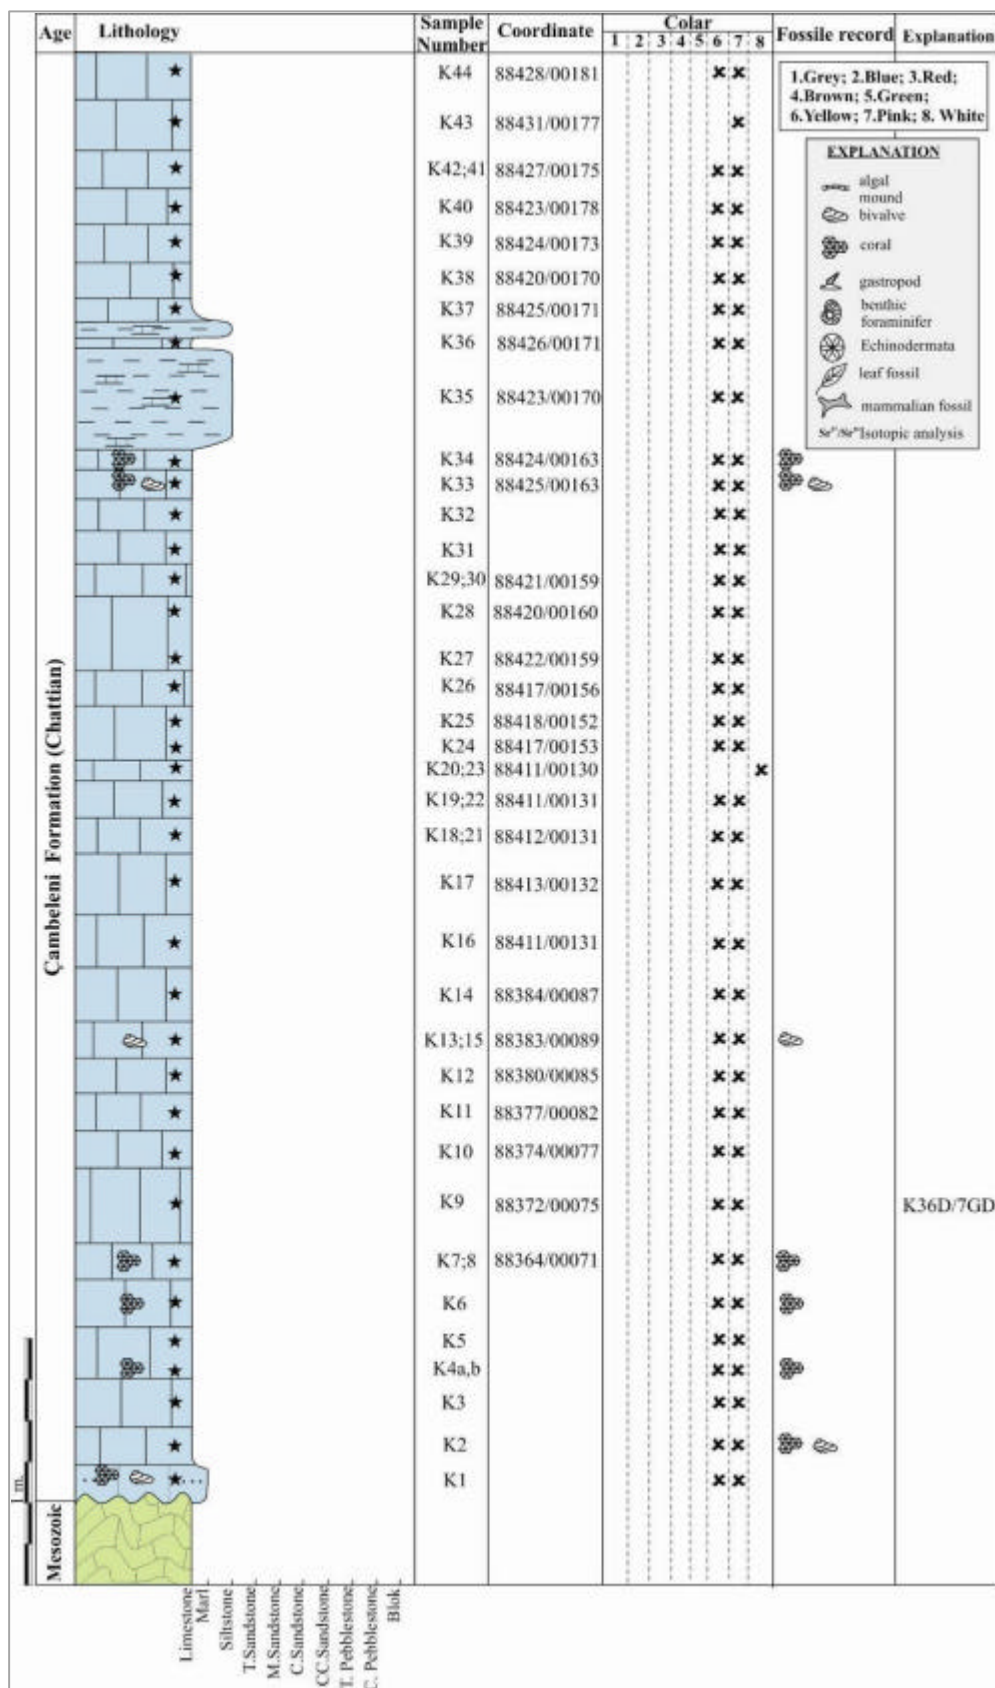 Age Lithology Sample Number Coordinate Colar Fossile record Explanation
1 2 3 4 5 6 7 8
1.Grey; 2.Blue; 3.Red;
4.Brown; 5.Green;
6.Yellow; 7.Pink; 8. White
EXPLANATION
algal
mound
bivalve
coral
gastropod
benthic
foraminifer
Echinodermata
leaf fossil
mammalian fossil
Isotopic analysis
K44 88428/00181
K43 88431/00177
K42;41 88427/00175
K40 88423/00178
K39 88424/00173
K38 88420/00170
K37 88425/00171
K36 88426/00171
K35 88423/00170
K34 88424/00163
K33 88425/00163
K32
K31
K29;30 88421/00159
K28 88420/00160
K27 88422/00159
K26 88417/00156
K25 88418/00152
K24 88417/00153
K20;23 88411/00130
K19;22 88411/00131
K18;21 88412/00131
K17 88413/00132
K16 88411/00131
K14 88384/00087
K13;15 88383/00089
K12 88380/00085
K11 88377/00082
K10 88374/00077
K9 88372/00075 K36D/7GD
K7;8 88364/00071
K6
K5
K4a,b
K3
K2
K1
Çambeleni Formation (Chattian)
Mesozoic
1 m.
Limestone
Marl
Siltstone
T.Sandstone
M.Sandstone
C.Sandstone
CC.Sandstone
T. Pebblestone
C. Pebblestone
Blok